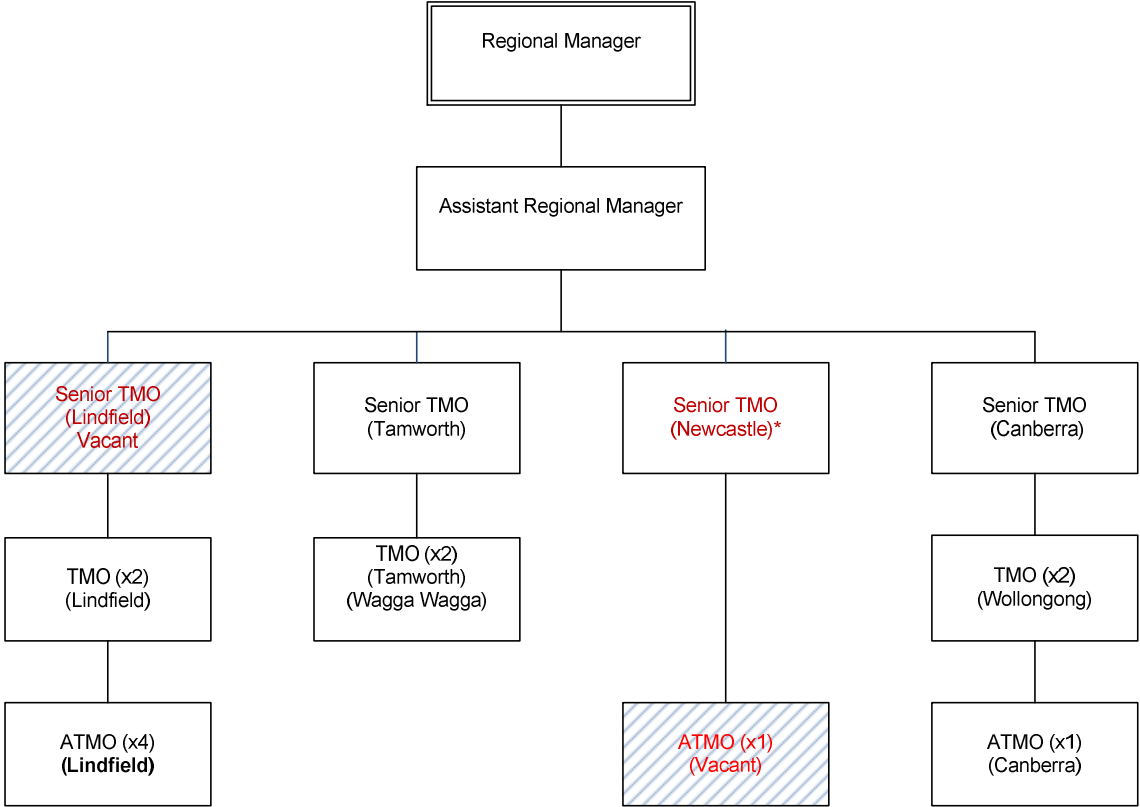 Regional Manager
Assistant Regional Manager
Senior TMO
(Lindfield)
Vacant
Senior TMO
(Tamworth)
Senior TMO
(Newcastle)*
Senior TMO
(Canberra)
TMO (x2)
(Lindfield)
TMO (x2)
(Tamworth)
(Wagga Wagga)
TMO (x2)
(Wollongong)
ATMO (x4)
(Lindfield)
ATMO (x1)
(Vacant)
ATMO (x1)
(Canberra)